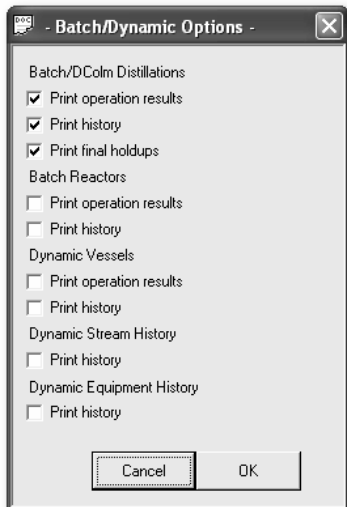 DOC
- Batch/Dynamic Options -
Batch/DColm Distillations
Print operation results
Print history
Print final holdups
Batch Reactors
Print operation results
Print history
Dynamic Vessels
Print operation results
Print history
Dynamic Stream History
Print history
Dynamic Equipment History
Print history
Cancel OK